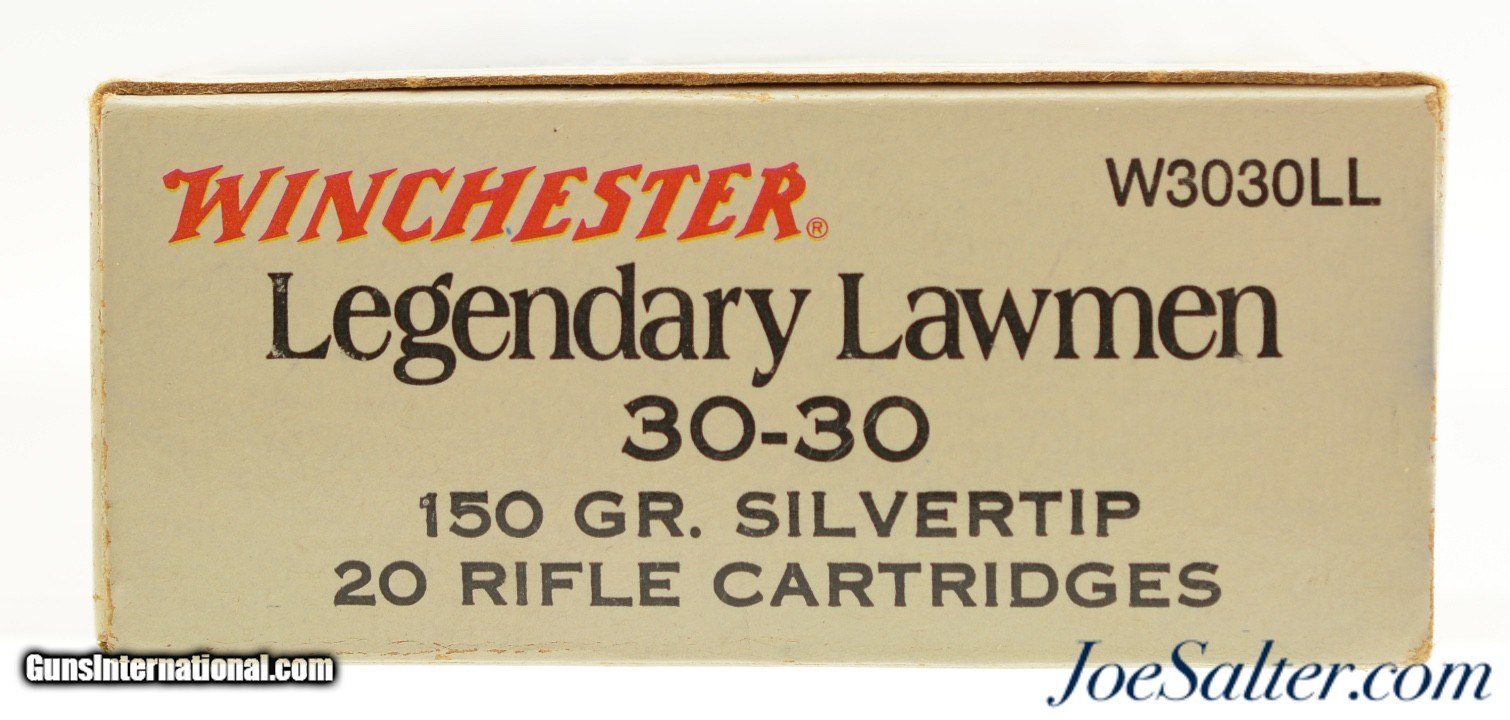 WINCHESTER® W3030LL
Legendary Lawmen
30-30
150 GR. SILVERTIP
20 RIFLE CARTRIDGES
GunsInternational.com
JoeSalter.com